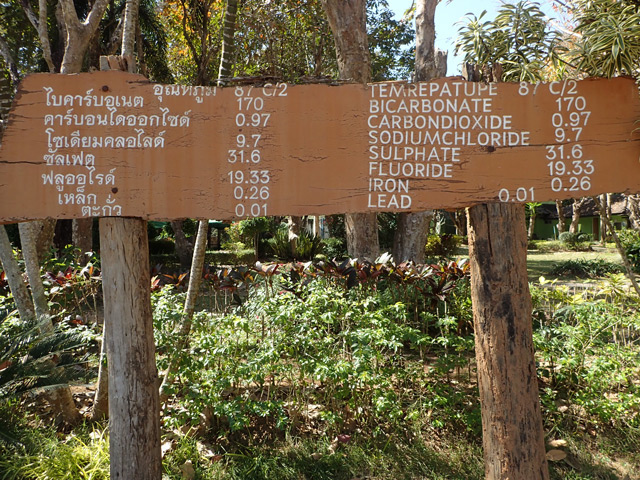 อุณหภูมิ 87 C/2
ไบคาร์บอเนต 170
คาร์บอนไดออกไซด์ 0.97
โซเดียมคลอไลด์ 9.7
ซัลเฟต 31.6
ฟลูออไรด์ 19.33
เหล็ก 0.26
ตะกั่ว 0.01
TEMREPATUPE 87 C/2
BICARBONATE 170
CARBONDIOXIDE 0.97
SODIUMCHLORIDE 9.7
SULPHATE 31.6
FLUORIDE 19.33
IRON 0.26
LEAD 0.01